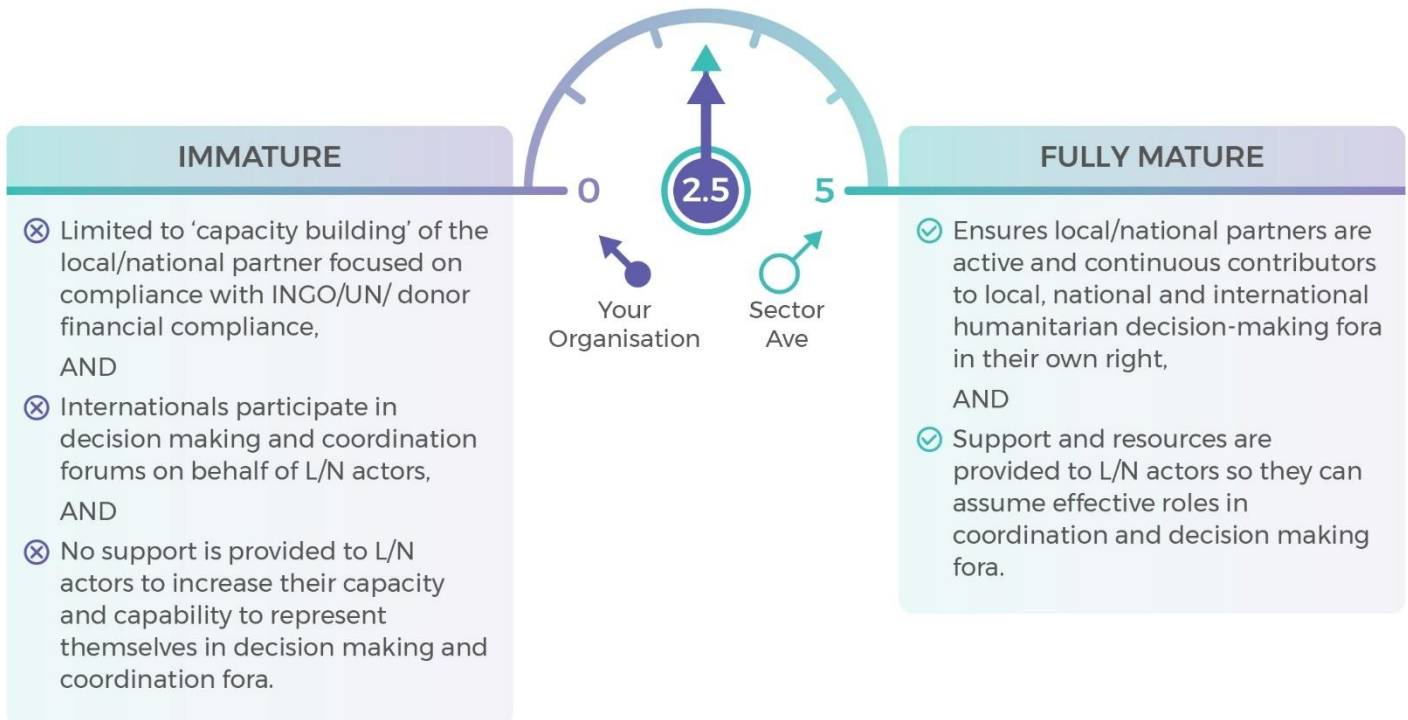 IMMATURE
Limited to ‘capacity building’ of the
local/national partner focused on
compliance with INGO/UN/ donor
financial compliance,
AND
Internationals participate in
decision making and coordination
forums on behalf of L/N actors,
AND
No support is provided to L/N
actors to increase their capacity
and capability to represent
themselves in decision making and
coordination fora.
0
2.5
5
Your
Organisation
Sector
Ave
FULLY MATURE
Ensures local/national partners are
active and continuous contributors
to local, national and international
humanitarian decision-making fora
in their own right,
AND
Support and resources are
provided to L/N actors so they can
assume effective roles in
coordination and decision making
fora.